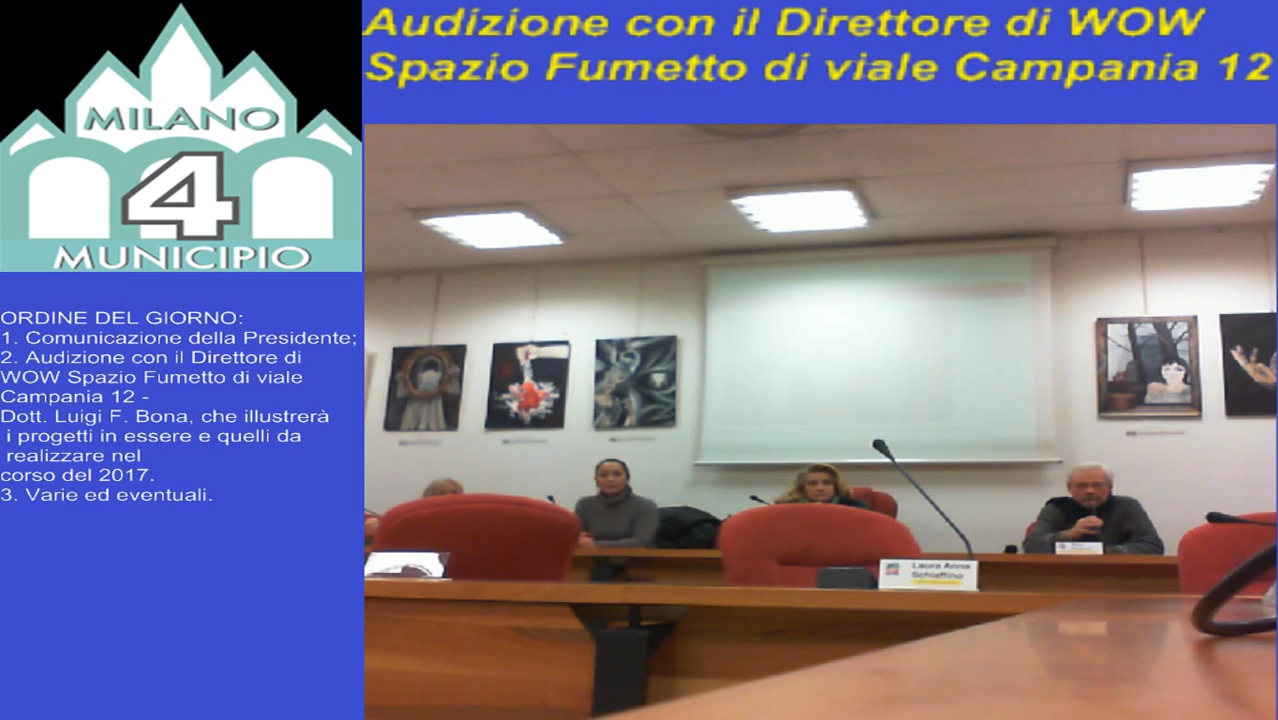 Audizione con il Direttore di WOW
Spazio Fumetto di viale Campania 12
MILANO
4
MUNICIPIO
ORDINE DEL GIORNO:
1. Comunicazione della Presidente;
2. Audizione con il Direttore di
WOW Spazio Fumetto di viale
Campania 12 -
Dott. Luigi F. Bona, che illustrerà
i progetti in essere e quelli da
realizzare nel
corso del 2017.
3. Varie ed eventuali.
Laura Anna
Schiaffino